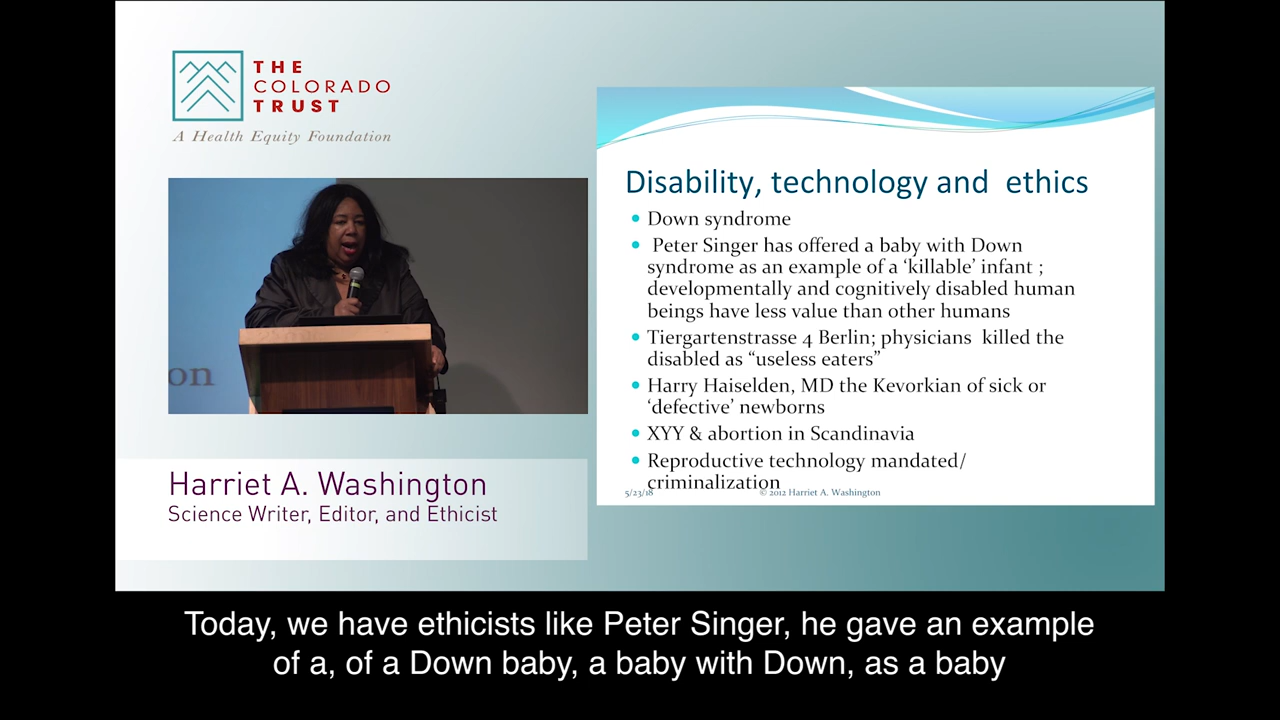 THE
COLORADO
TRUST
A Health Equity Foundation
on
Harriet A. Washington
Science Writer, Editor, and Ethicist
Disability, technology and ethics
Down syndrome
Peter Singer has offered a baby with Down
syndrome as an example of a ‘killable’ infant ;
developmentally and cognitively disabled human
beings have less value than other humans
Tiergartenstrasse 4 Berlin; physicians killed the
disabled as “useless eaters”
Harry Haiselden, MD the Kevorkian of sick or
‘defective’ newborns
XYY & abortion in Scandinavia
Reproductive technology mandated/
criminalization
5/23/18 © 2012 Harriet A. Washington
Today, we have ethicists like Peter Singer, he gave an example
of a, of a Down baby, a baby with Down, as a baby